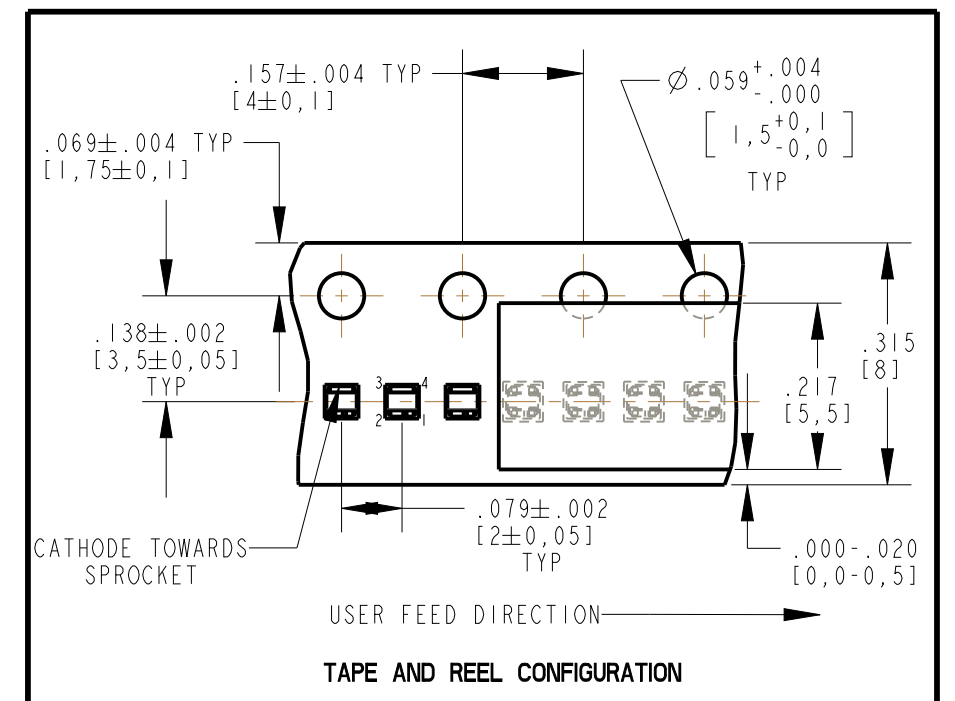 .157±.004 TYP
[4±0,1]
Ø.059+.004
-.000
[1,5+0,1
-0,0]
TYP
.069±.004 TYP
[1,75±0,1]
.138±.002
[3,5±0,05]
TYP
3 4
2 1
.315
[8]
.217
[5,5]
.079±.002
[2±0,05]
TYP
CATHODE TOWARDS
SPROCKET
.000-.020
[0,0-0,5]
USER FEED DIRECTION
TAPE AND REEL CONFIGURATION